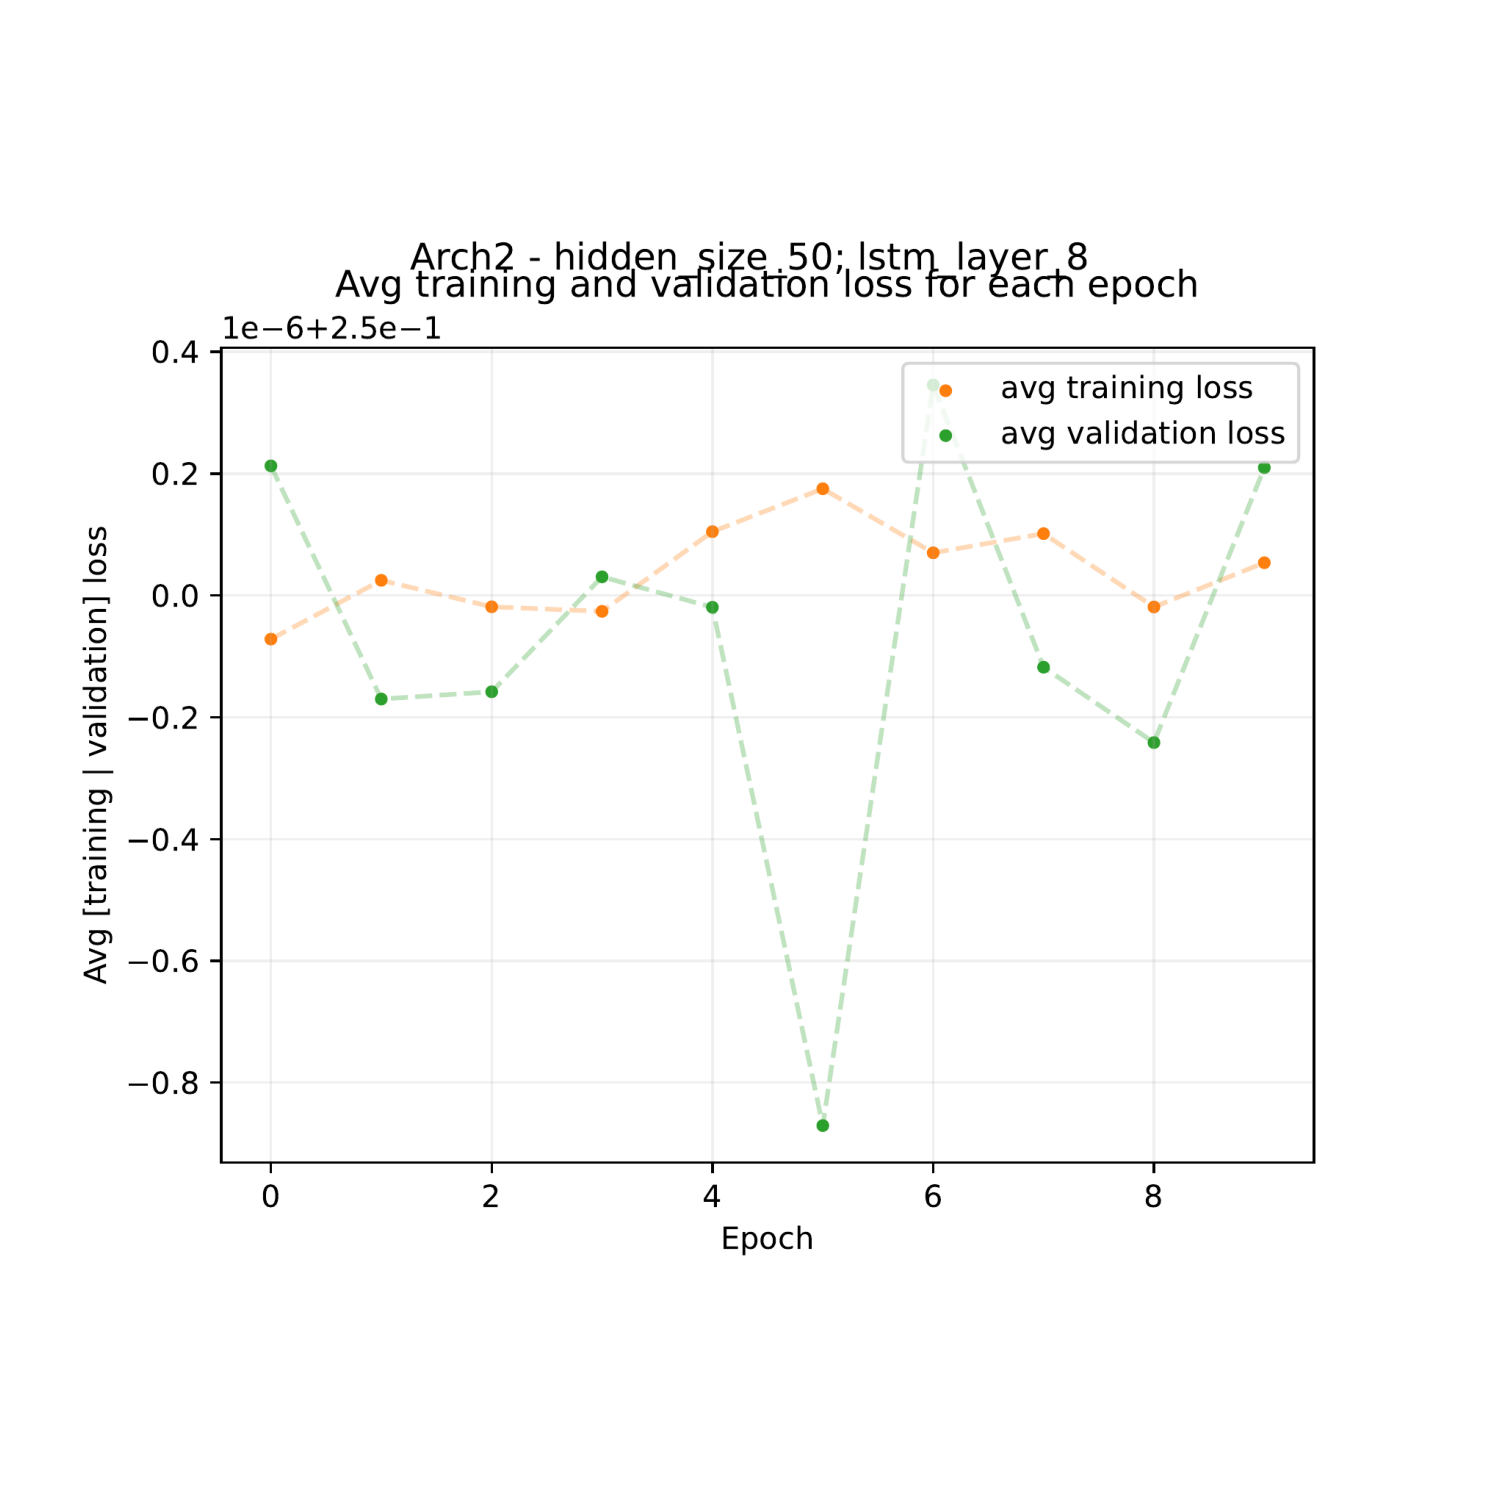 Arch2 - hidden_size_50; lstm_layer_8
Avg training and validation loss for each epoch
1e−6+2.5e−1
avg training loss
avg validation loss
0.4
0.2
0.0
−0.2
−0.4
−0.6
−0.8
Avg [training | validation] loss
0 2 4 6 8
Epoch